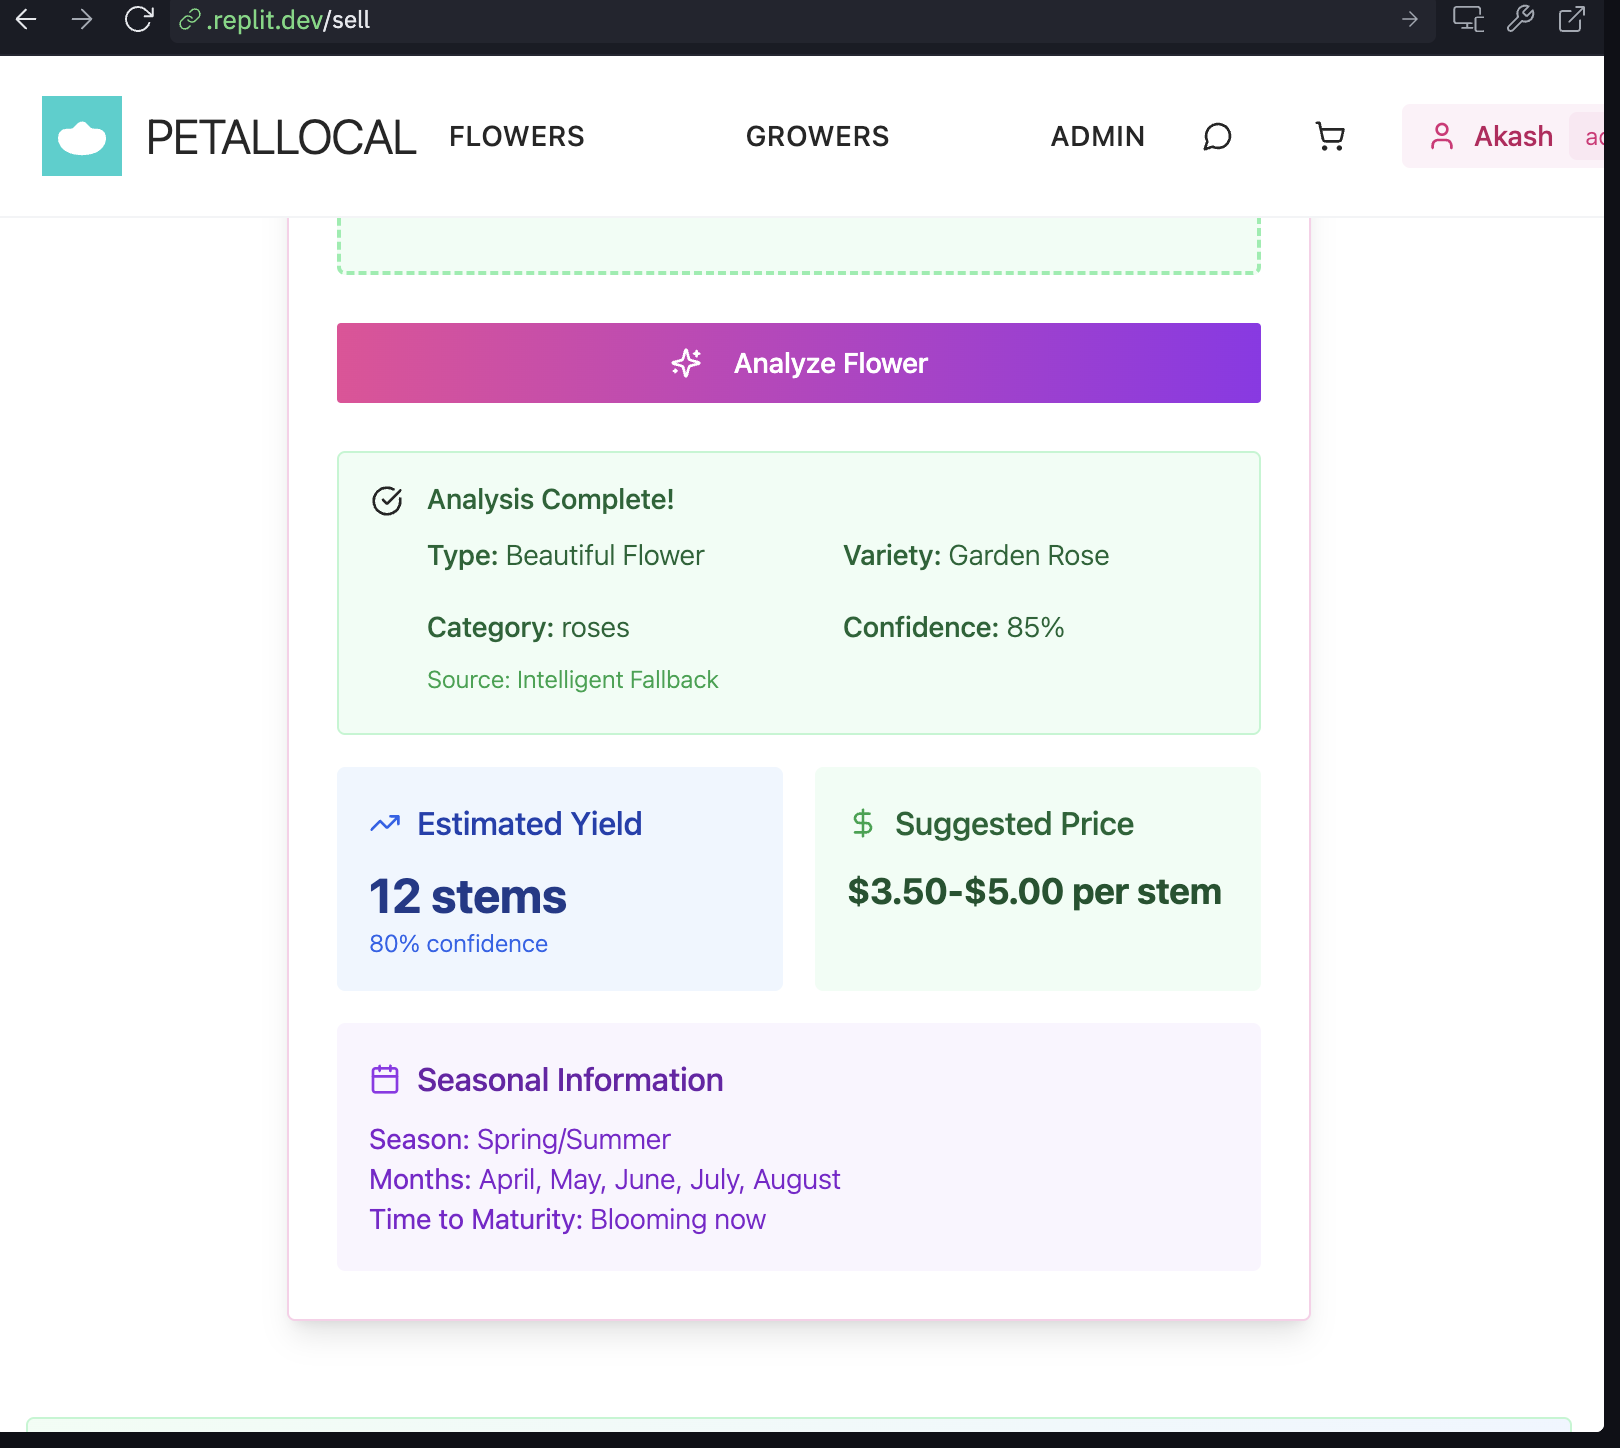 .replit.dev/sell
PETALLOCAL FLOWERS GROWERS ADMIN Akash
Analyze Flower
Analysis Complete!
Type: Beautiful Flower Variety: Garden Rose
Category: roses Confidence: 85%
Source: Intelligent Fallback
Estimated Yield
12 stems
80% confidence
Suggested Price
$3.50-$5.00 per stem
Seasonal Information
Season: Spring/Summer
Months: April, May, June, July, August
Time to Maturity: Blooming now